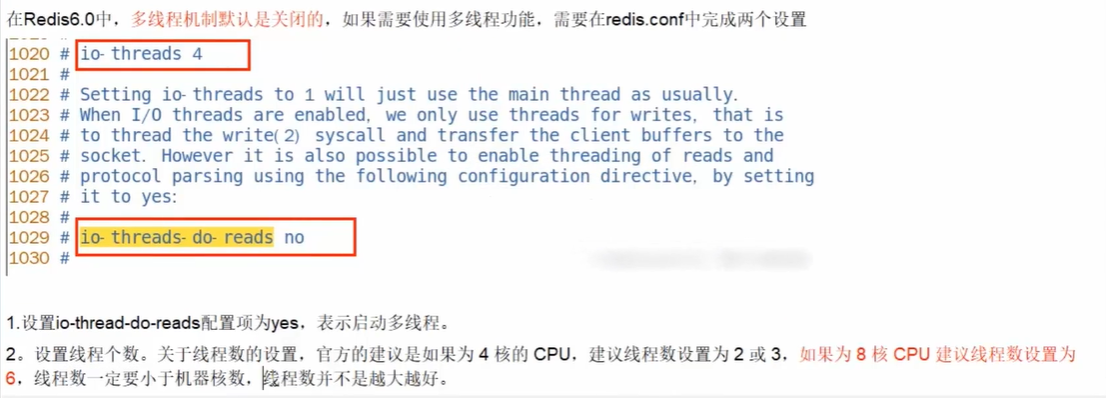 在Redis6.0中，多线程机制默认是关闭的，如果需要使用多线程功能，需要在redis.conf中完成两个设置
1020 # io-threads 4
1021 #
1022 # Setting io-threads to 1 will just use the main thread as usually.
1023 # When I/O threads are enabled, we only use threads for writes, that is
1024 # to thread the write(2) syscall and transfer the client buffers to the
1025 # socket. However it is also possible to enable threading of reads and
1026 # protocol parsing using the following configuration directive, by setting
1027 # it to yes:
1028 #
1029 # io-threads-do-reads no
1030 #
1.设置io-thread-do-reads配置项为yes，表示启动多线程。
2。设置线程个数。关于线程数的设置，官方的建议是如果为 4 核的 CPU，建议线程数设置为 2 或 3，如果为 8 核 CPU 建议线程数设置为
6，线程数一定要小于机器核数，线程数并不是越大越好。